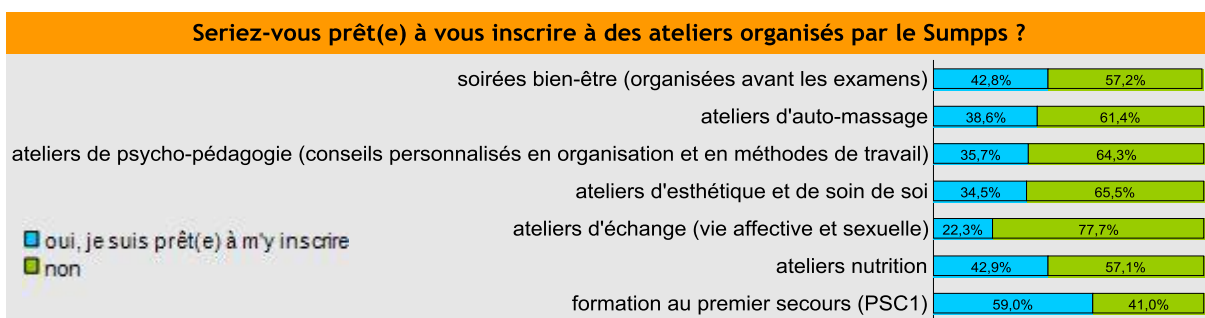 Seriez-vous prêt(e) à vous inscrire à des ateliers organisés par le Sumpps ?
soirées bien-être (organisées avant les examens) 42,8% 57,2%
ateliers d'auto-massage 38,6% 61,4%
ateliers de psycho-pédagogie (conseils personnalisés en organisation et en méthodes de travail) 35,7% 64,3%
ateliers d'esthétique et de soin de soi 34,5% 65,5%
ateliers d'échange (vie affective et sexuelle) 22,3% 77,7%
ateliers nutrition 42,9% 57,1%
formation au premier secours (PSC1) 59,0% 41,0%
oui, je suis prêt(e) à m'y inscrire
non